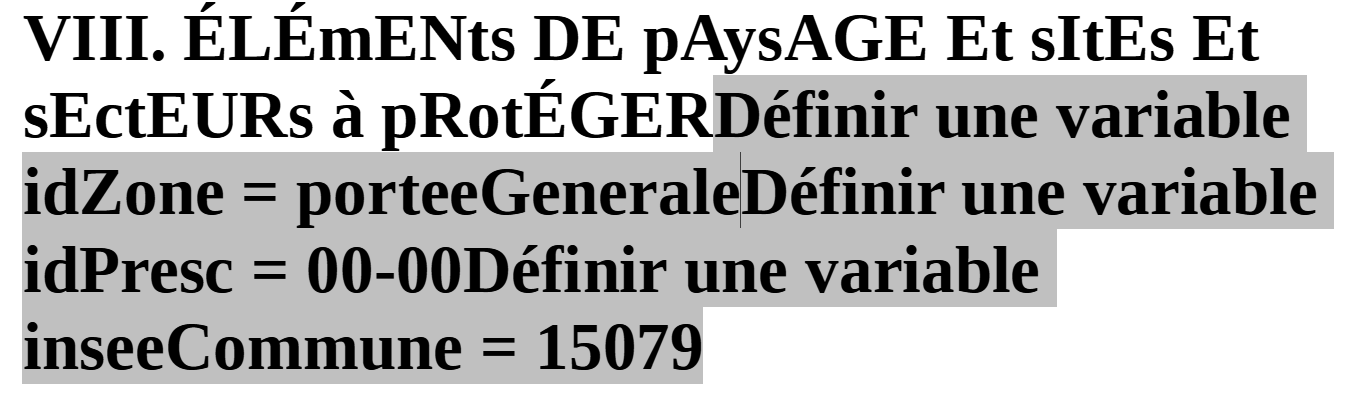 VIII. ÉLÉmENts DE pAysAGE Et sItEs Et
sEctEURs à pRotÉGERDéfinir une variable
idZone = porteeGeneraleDéfinir une variable
idPresc = 00-00Définir une variable
inseeCommune = 15079